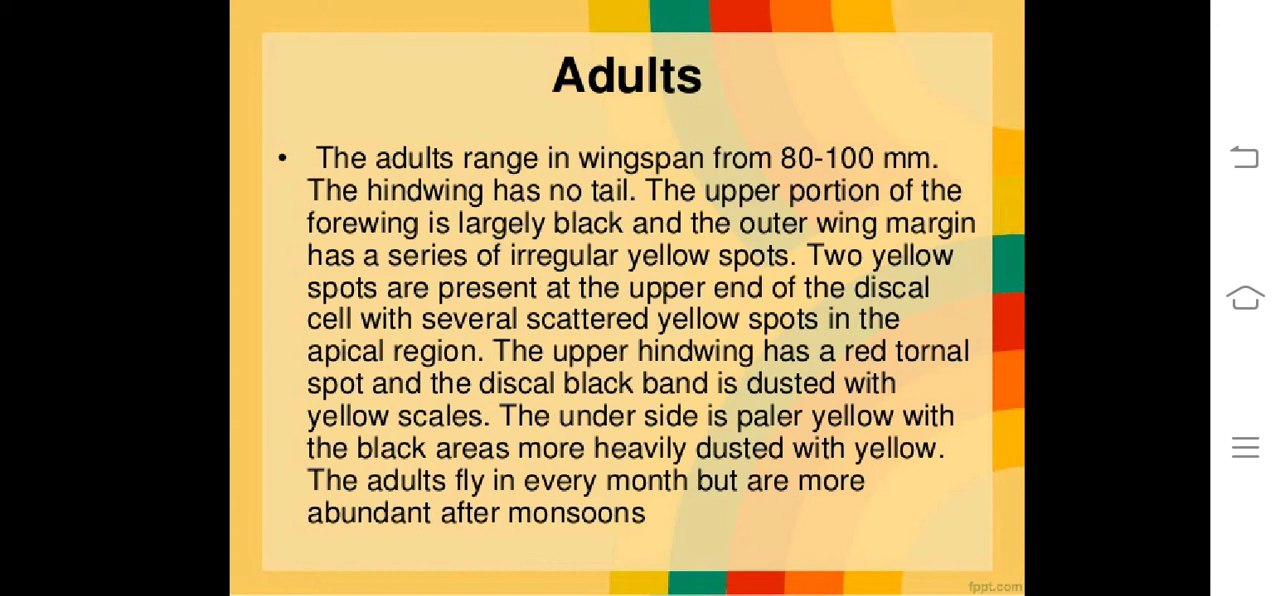 Adults
• The adults range in wingspan from 80-100 mm.
The hindwing has no tail. The upper portion of the
forewing is largely black and the outer wing margin
has a series of irregular yellow spots. Two yellow
spots are present at the upper end of the discal
cell with several scattered yellow spots in the
apical region. The upper hindwing has a red tornal
spot and the discal black band is dusted with
yellow scales. The under side is paler yellow with
the black areas more heavily dusted with yellow.
The adults fly in every month but are more
abundant after monsoons
fppt.com